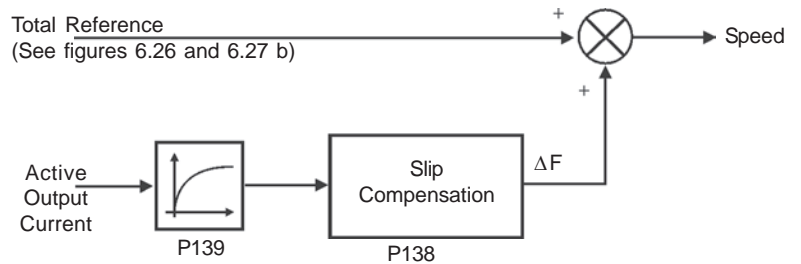 Total Reference
(See figures 6.26 and 6.27 b)
+
Speed
+
Active
Output
Current
P139
Slip
Compensation
P138
ΔF